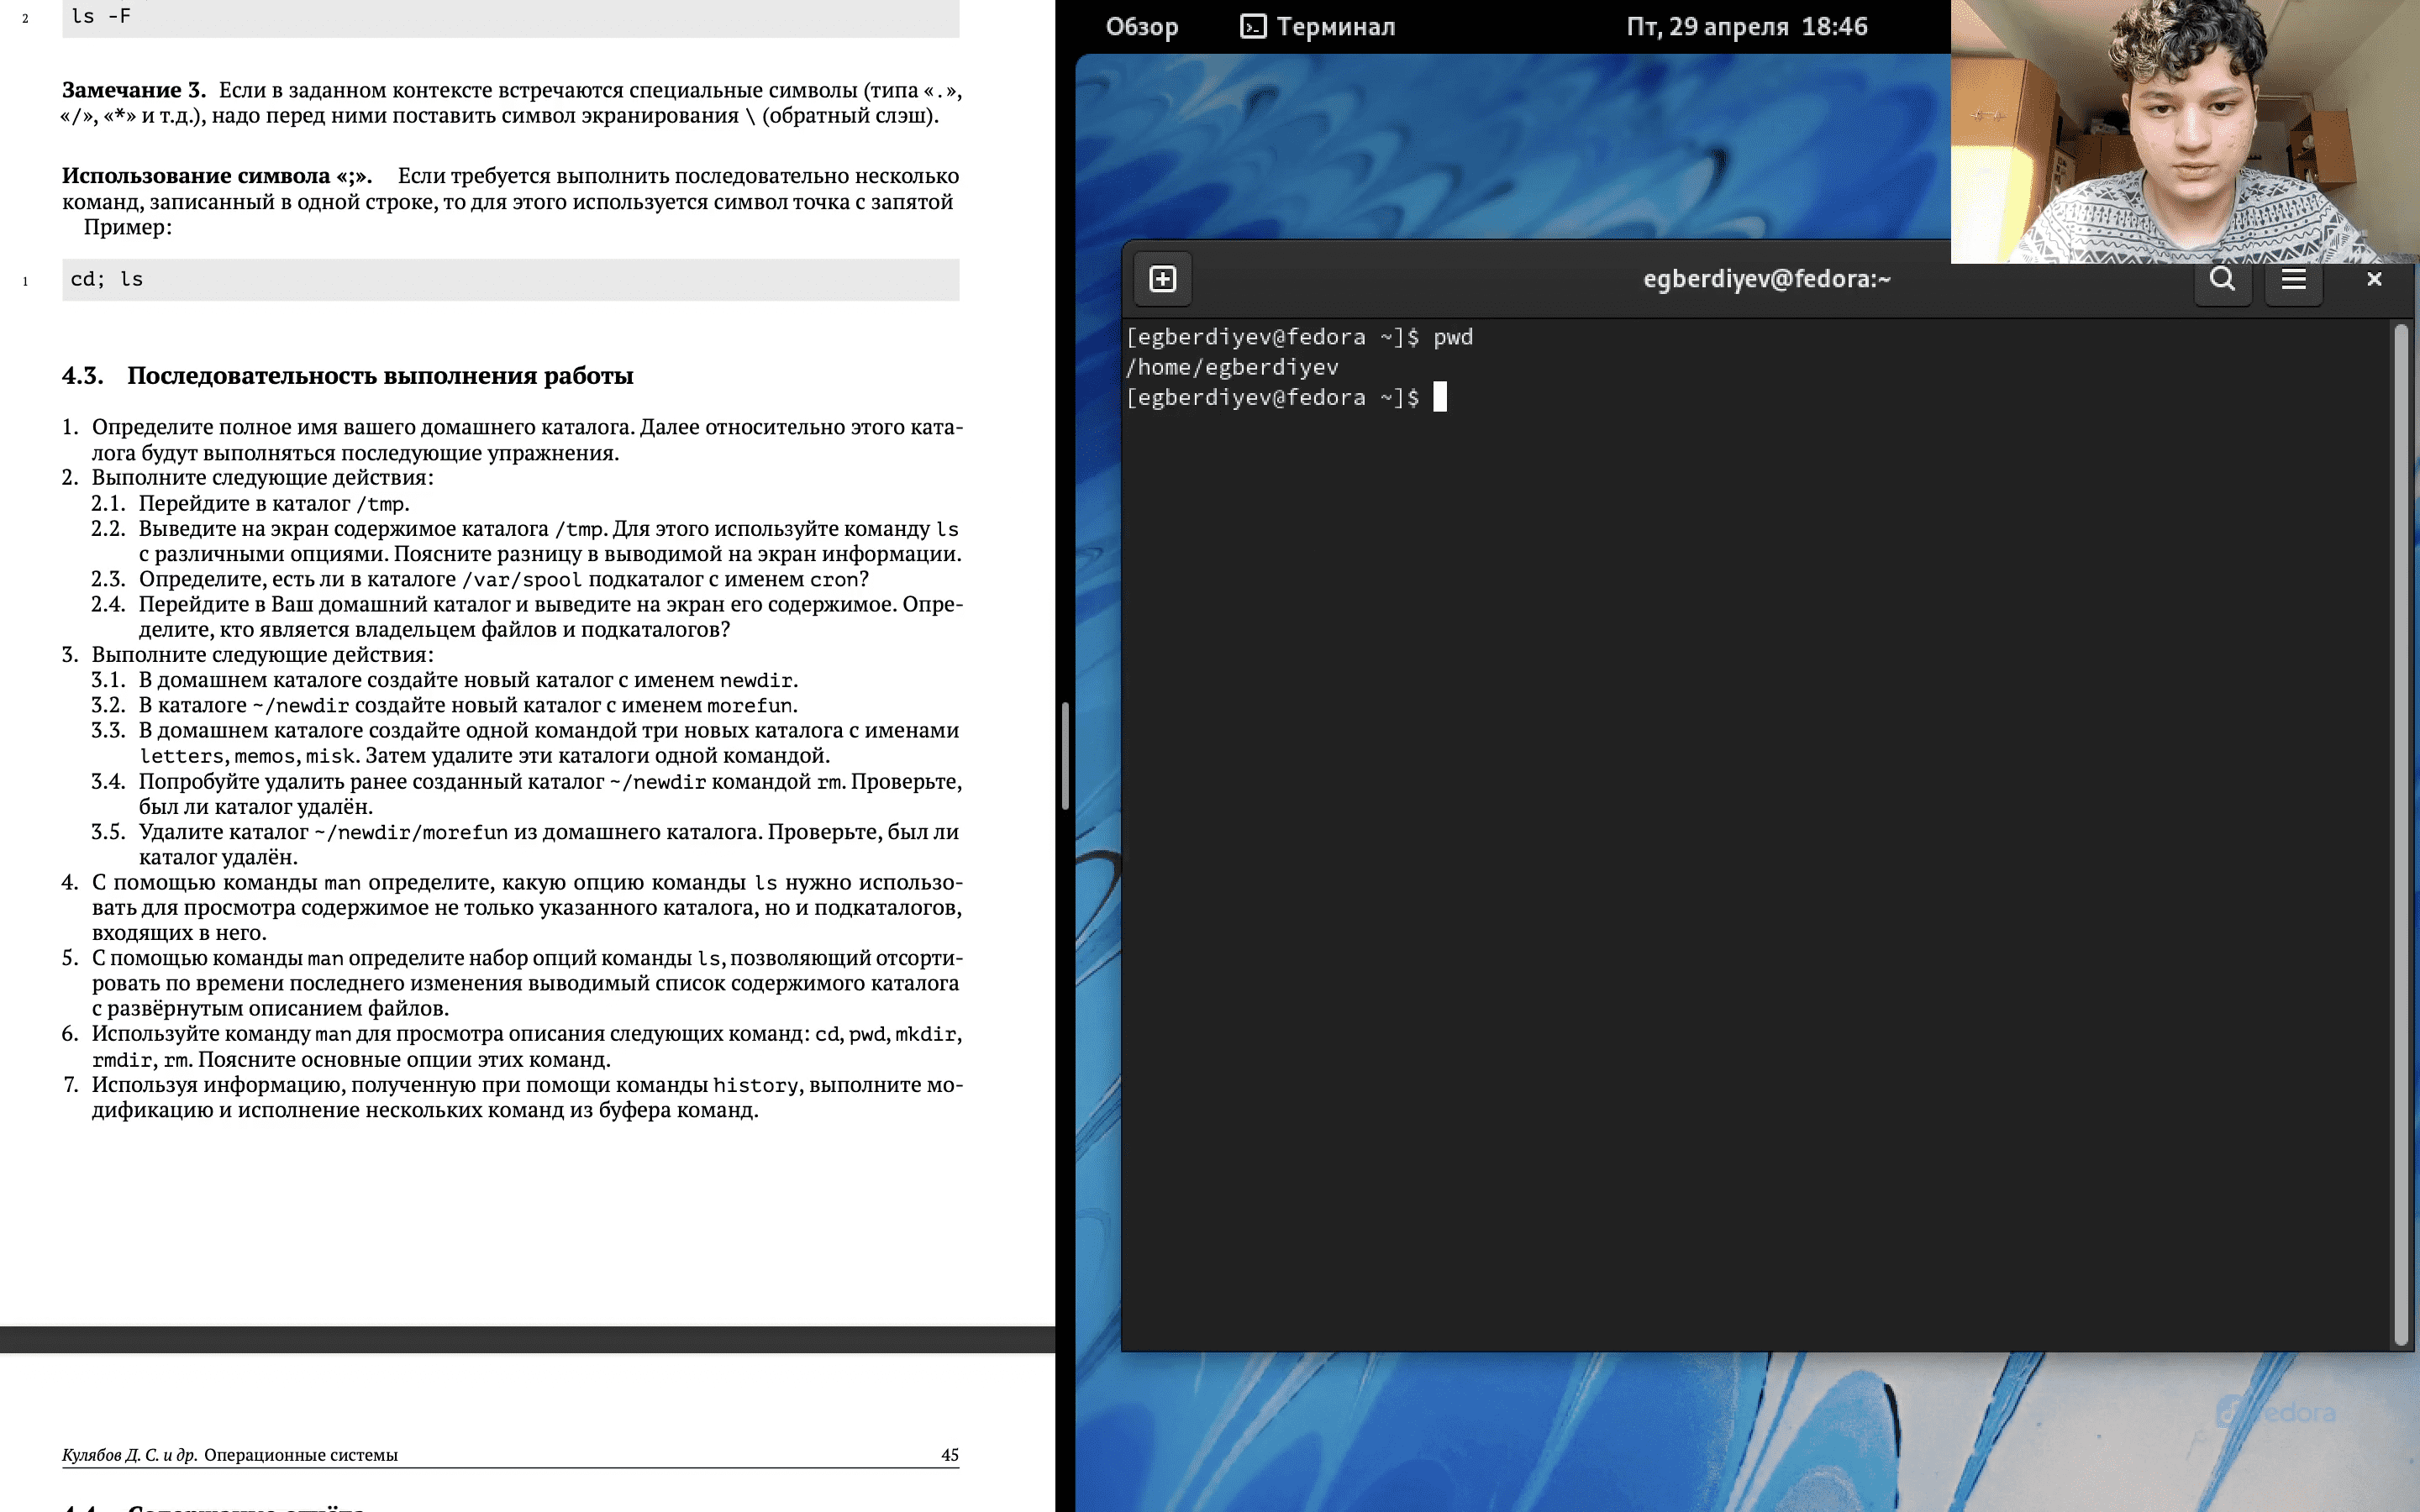 2 ls -F
Замечание 3. Если в заданном контексте встречаются специальные символы (типа «.»,
«/», «*» и т.д.), надо перед ними поставить символ экранирования \ (обратный слэш).
Использование символа «;». Если требуется выполнить последовательно несколько
команд, записанный в одной строке, то для этого используется символ точка с запятой
Пример:
1 cd; ls
4.3. Последовательность выполнения работы
1. Определите полное имя вашего домашнего каталога. Далее относительно этого ката-
лога будут выполняться последующие упражнения.
2. Выполните следующие действия:
2.1. Перейдите в каталог /tmp.
2.2. Выведите на экран содержимое каталога /tmp. Для этого используйте команду ls
с различными опциями. Поясните разницу в выводимой на экран информации.
2.3. Определите, есть ли в каталоге /var/spool подкаталог с именем cron?
2.4. Перейдите в Ваш домашний каталог и выведите на экран его содержимое. Опре-
делите, кто является владельцем файлов и подкаталогов?
3. Выполните следующие действия:
3.1. В домашнем каталоге создайте новый каталог с именем newdir.
3.2. В каталоге ~/newdir создайте новый каталог с именем morefun.
3.3. В домашнем каталоге создайте одной командой три новых каталога с именами
letters, memos, misk. Затем удалите эти каталоги одной командой.
3.4. Попробуйте удалить ранее созданный каталог ~/newdir командой rm. Проверьте,
был ли каталог удалён.
3.5. Удалите каталог ~/newdir/morefun из домашнего каталога. Проверьте, был ли
каталог удалён.
4. С помощью команды man определите, какую опцию команды ls нужно использо-
вать для просмотра содержимое не только указанного каталога, но и подкаталогов,
входящих в него.
5. С помощью команды man определите набор опций команды ls, позволяющий отсорти-
ровать по времени последнего изменения выводимый список содержимого каталога
с развёрнутым описанием файлов.
6. Используйте команду man для просмотра описания следующих команд: cd, pwd, mkdir,
rmdir, rm. Поясните основные опции этих команд.
7. Используя информацию, полученную при помощи команды history, выполните мо-
дификацию и исполнение нескольких команд из буфера команд.
Кулябов Д. С. и др. Операционные системы 45
4.4. Содержание отчёта
Обзор Терминал Пт, 29 апреля 18:46
egberdiyev@fedora:~
[egberdiyev@fedora ~]$ pwd
/home/egberdiyev
[egberdiyev@fedora ~]$
fedora